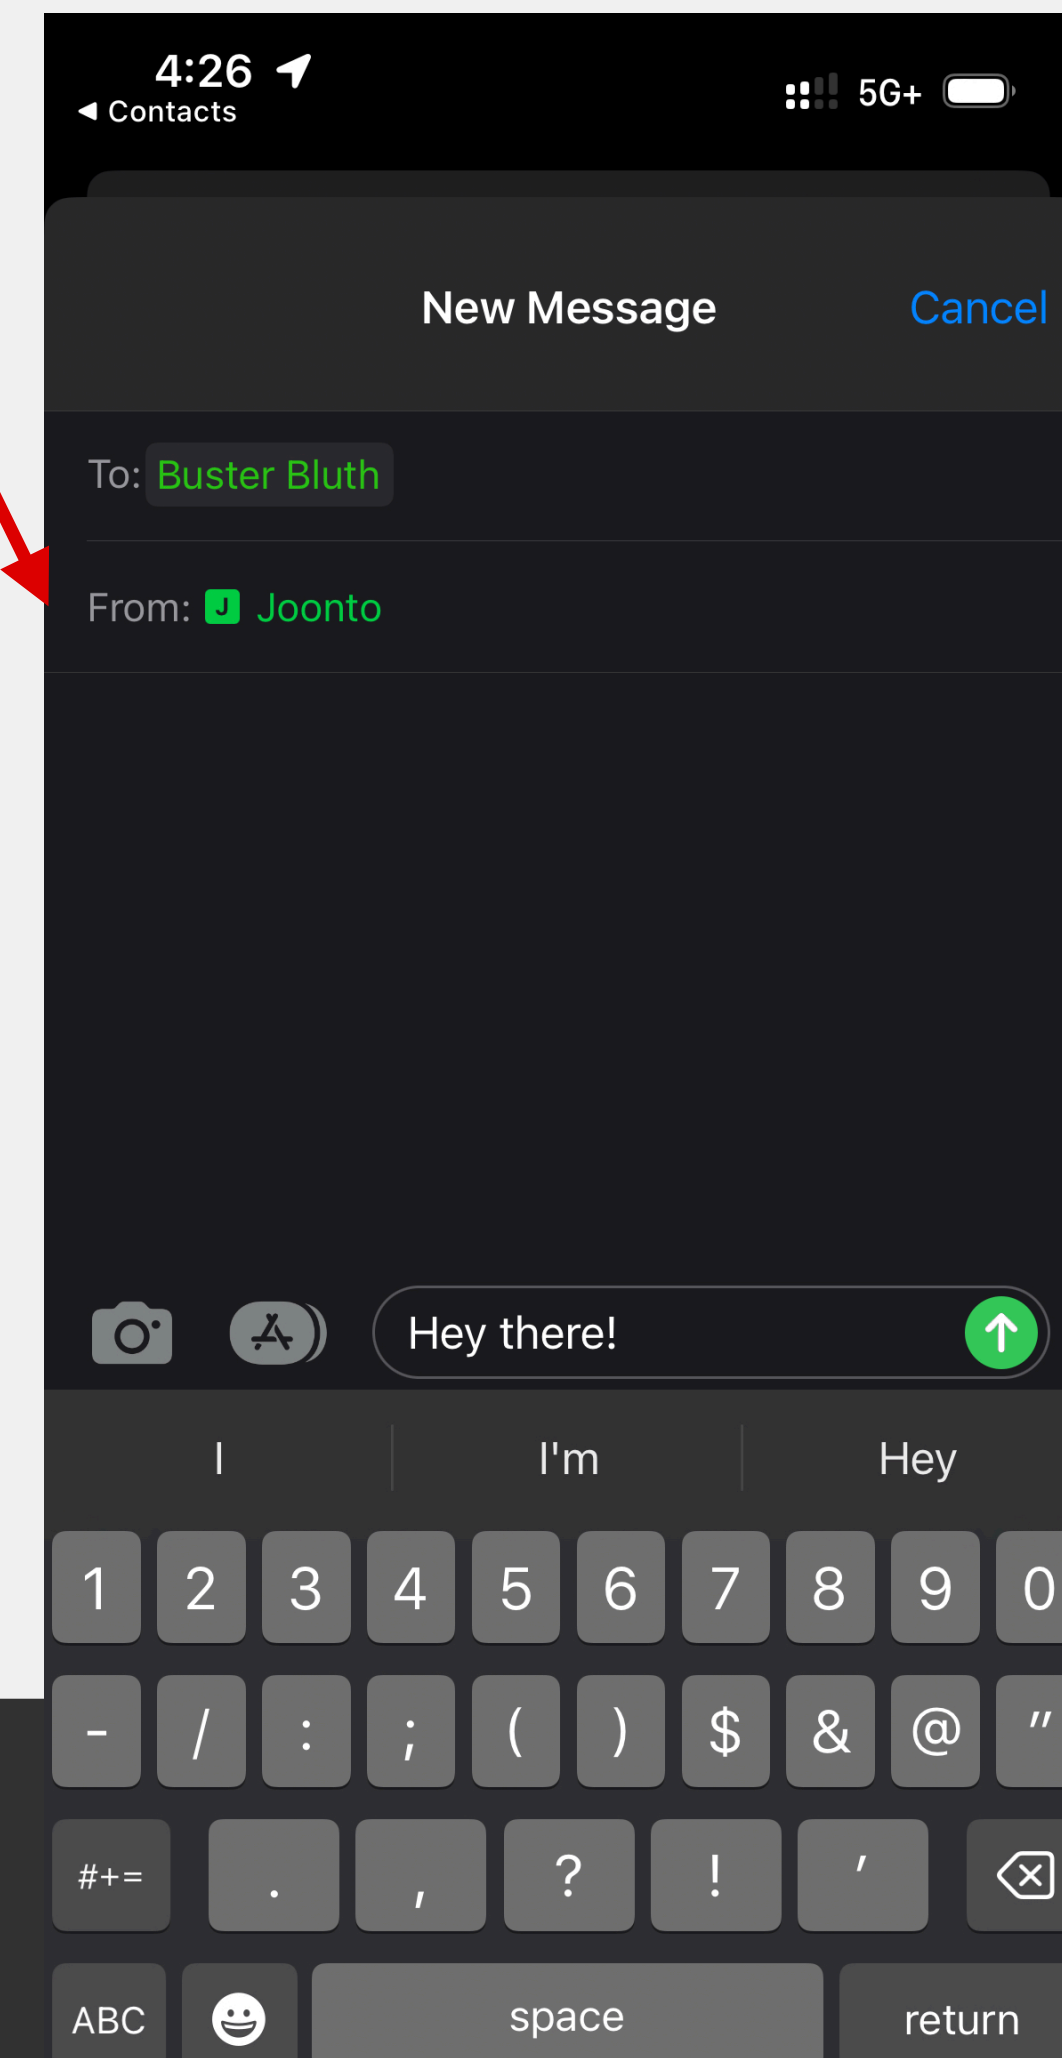 4:26
◀ Contacts
5G+
New Message
Cancel
To: Buster Bluth
From: J Joonto
Hey there!
I I'm Hey
1 2 3 4 5 6 7 8 9 0
- / : ; ( ) $ & @ "
#+= . , ? ! ’
ABC space return